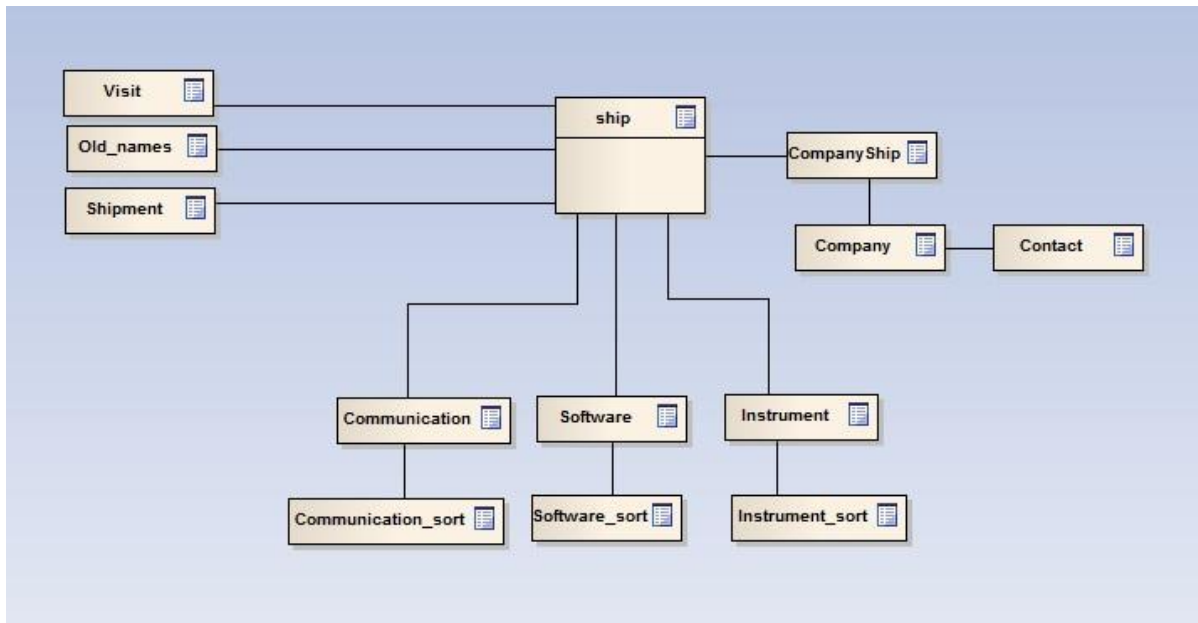 Visit
ship
Old_names
CompanyShip
Shipment
Company
Contact
Communication
Software
Instrument
Communication_sort
Software_sort
Instrument_sort